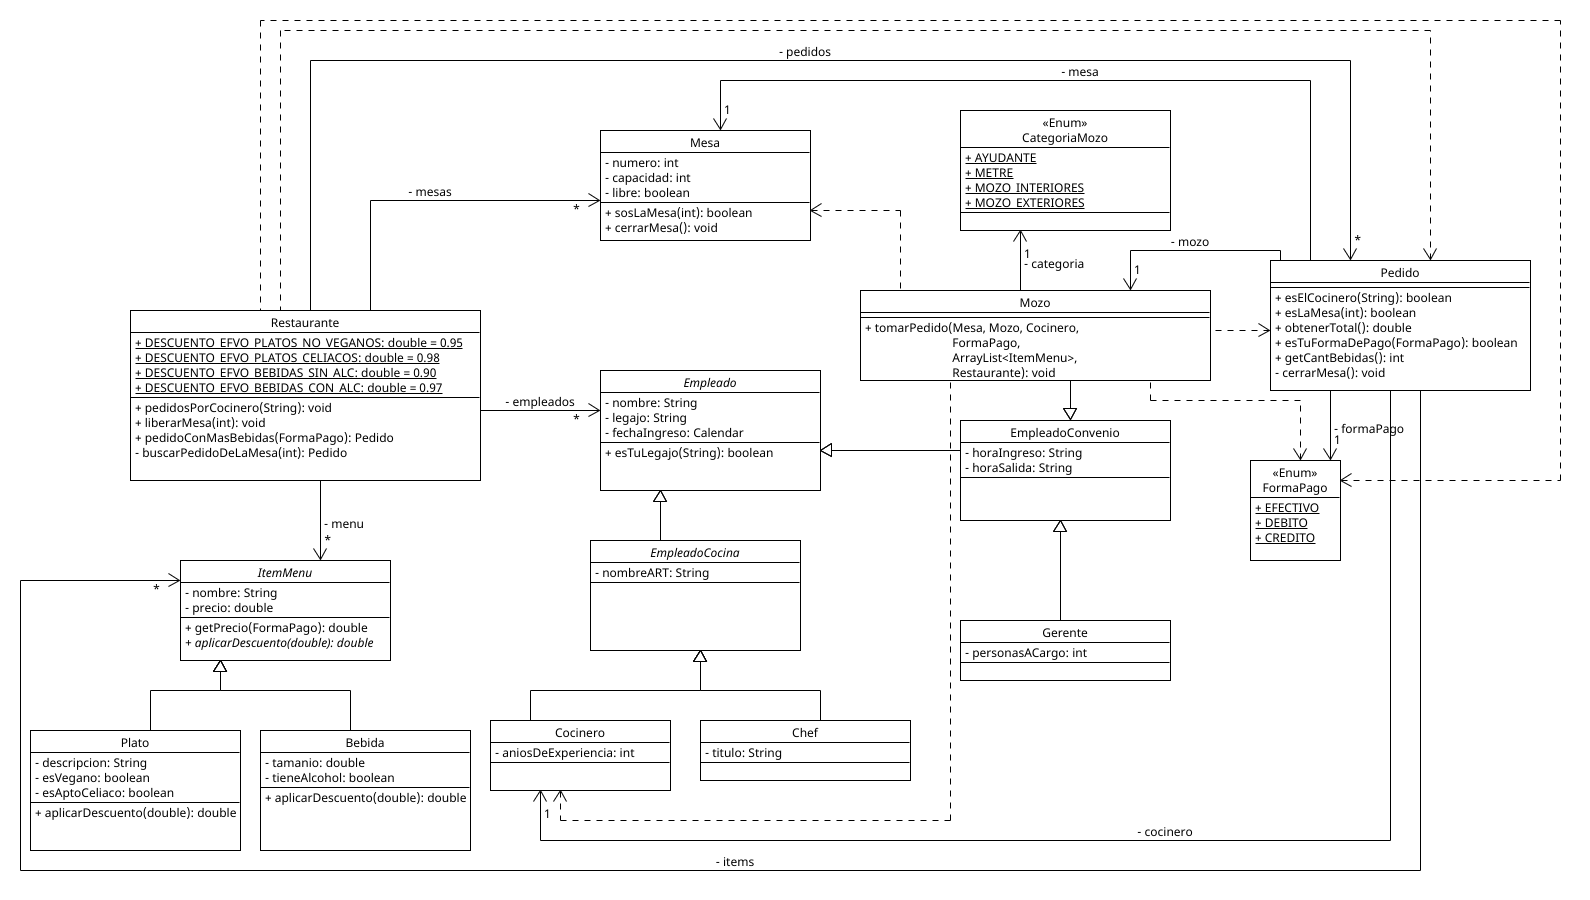 - pedidos
- mesa
1
Mesa
- numero: int
- capacidad: int
- libre: boolean
+ sosLaMesa(int): boolean
+ cerrarMesa(): void
«Enum»
CategoriaMozo
+ AYUDANTE
+ METRE
+ MOZO_INTERIORES
+ MOZO_EXTERIORES
- mesas
*
1
- categoria
- mozo
1
*
Pedido
+ esElCocinero(String): boolean
+ esLaMesa(int): boolean
+ obtenerTotal(): double
+ esTuFormaDePago(FormaPago): boolean
+ getCantBebidas(): int
- cerrarMesa(): void
Mozo
+ tomarPedido(Mesa, Mozo, Cocinero,
FormaPago,
ArrayList<ItemMenu>,
Restaurante): void
Restaurante
+ DESCUENTO_EFVO_PLATOS_NO_VEGANOS: double = 0.95
+ DESCUENTO_EFVO_PLATOS_CELIACOS: double = 0.98
+ DESCUENTO_EFVO_BEBIDAS_SIN_ALC: double = 0.90
+ DESCUENTO_EFVO_BEBIDAS_CON_ALC: double = 0.97
+ pedidosPorCocinero(String): void
+ liberarMesa(int): void
+ pedidoConMasBebidas(FormaPago): Pedido
- buscarPedidoDeLaMesa(int): Pedido
- empleados
*
Empleado
- nombre: String
- legajo: String
- fechaIngreso: Calendar
+ esTuLegajo(String): boolean
EmpleadoConvenio
- horaIngreso: String
- horaSalida: String
- formaPago
1
«Enum»
FormaPago
+ EFECTIVO
+ DEBITO
+ CREDITO
- menu
*
ItemMenu
- nombre: String
- precio: double
+ getPrecio(FormaPago): double
+ aplicarDescuento(double): double
*
EmpleadoCocina
- nombreART: String
Gerente
- personasACargo: int
Plato
- descripcion: String
- esVegano: boolean
- esAptoCeliaco: boolean
+ aplicarDescuento(double): double
Bebida
- tamanio: double
- tieneAlcohol: boolean
+ aplicarDescuento(double): double
Cocinero
- aniosDeExperiencia: int
Chef
- titulo: String
1
- cocinero
- items